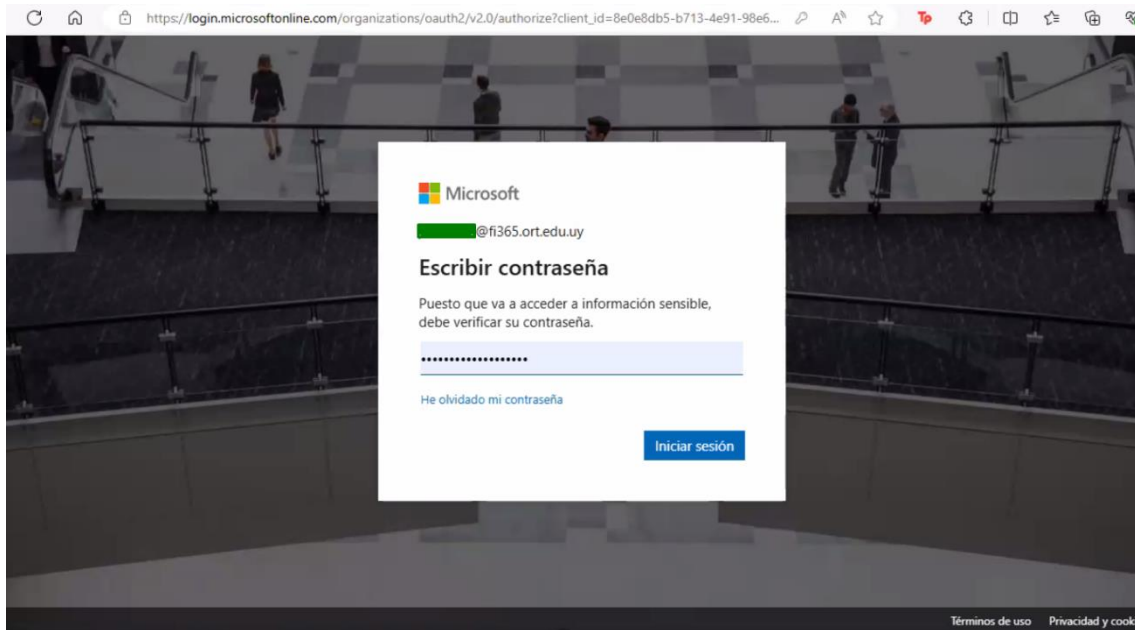 https://login.microsoftonline.com/organizations/oauth2/v2.0/authorize?client_id=8e0e8db5-b713-4e91-98e6...
Microsoft
@fi365.ort.edu.uy
Escribir contraseña
Puesto que va a acceder a información sensible,
debe verificar su contraseña.
•••••••••••••••••••
He olvidado mi contraseña
Iniciar sesión
Términos de uso Privacidad y cook